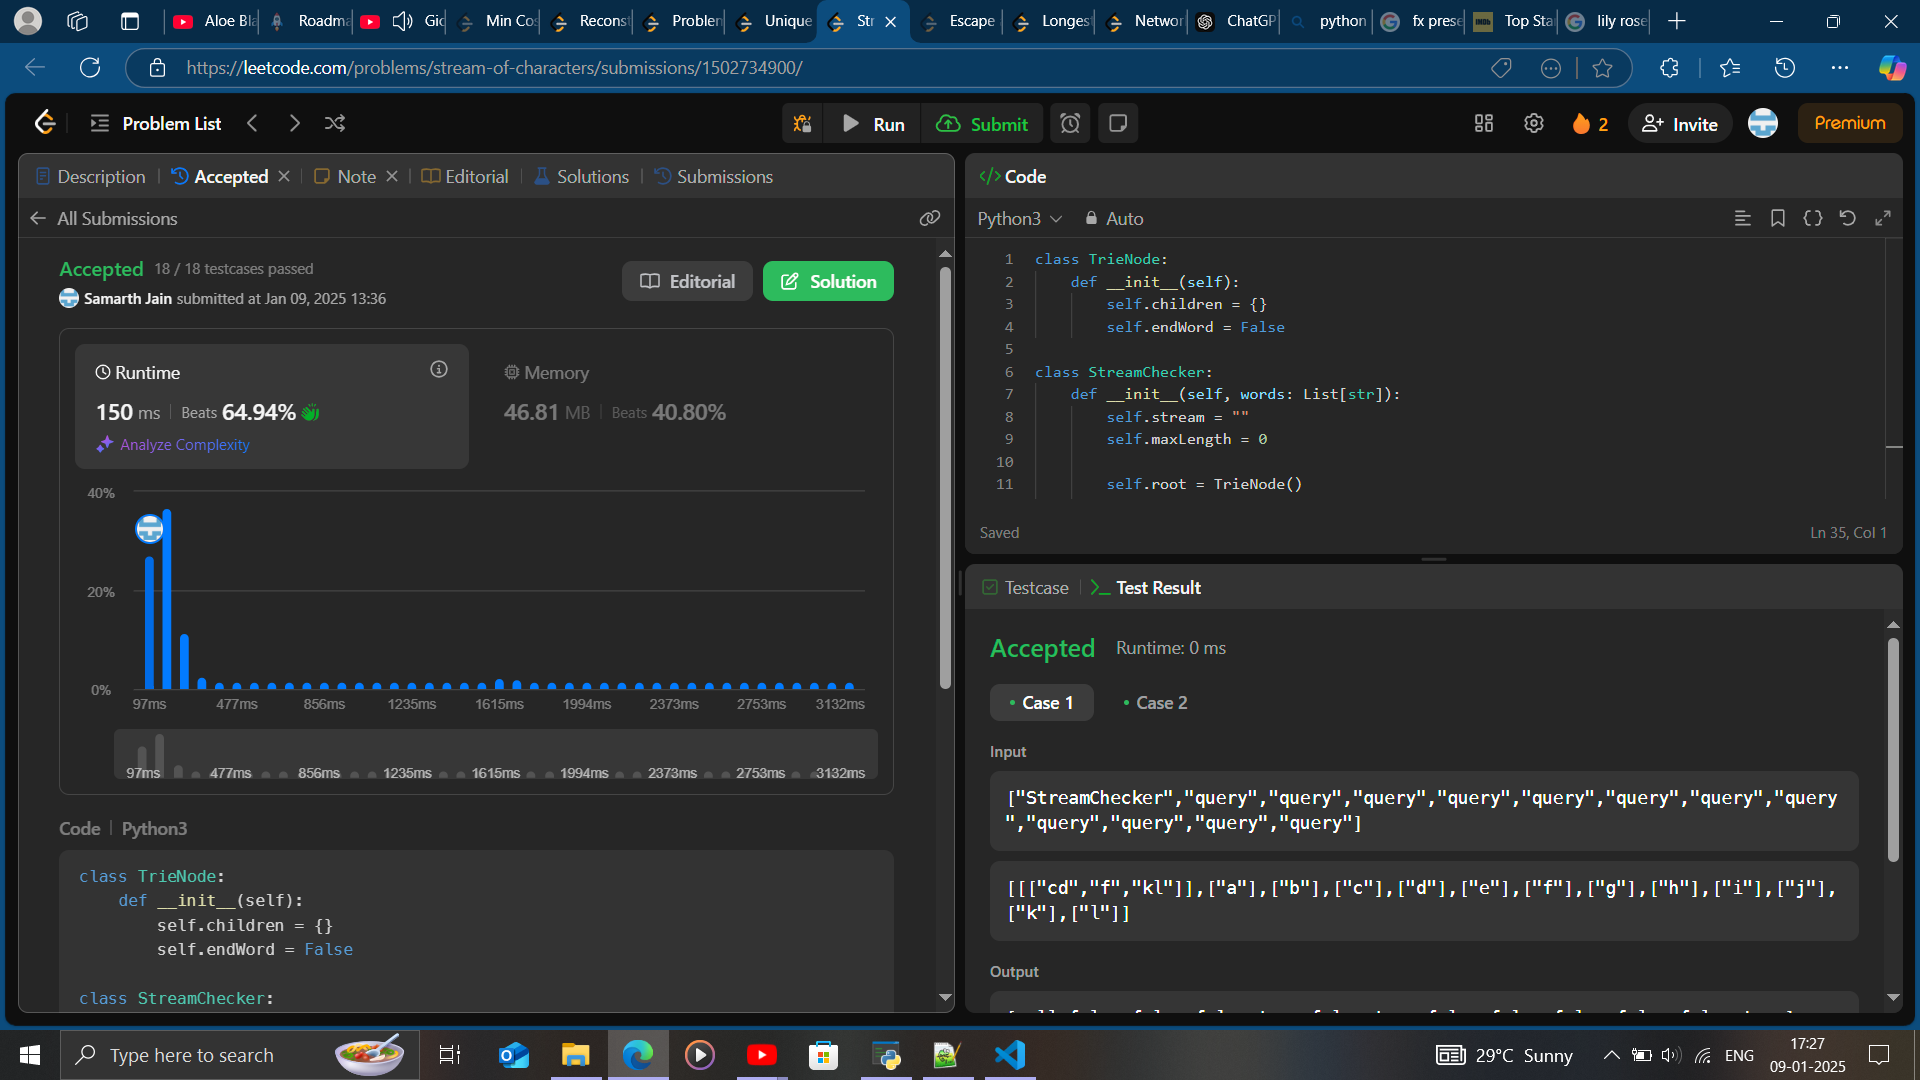 Aloe Bla
Roadma
Gio
Min Cos
Reconst
Problem
Unique
Str
Escape
Longest
Networ
ChatGP
python
fx prese
Top Sta
lily rose
https://leetcode.com/problems/stream-of-characters/submissions/1502734900/
Problem List
Run
Submit
2
Invite
Premium
Description
Accepted
Note
Editorial
Solutions
Submissions
All Submissions
Accepted 18 / 18 testcases passed
Samarth Jain submitted at Jan 09, 2025 13:36
Editorial
Solution
Runtime
150 ms Beats 64.94%
Analyze Complexity
Memory
46.81 MB Beats 40.80%
40%
20%
0%
97ms 477ms 856ms 1235ms 1615ms 1994ms 2373ms 2753ms 3132ms
97ms 477ms 856ms 1235ms 1615ms 1994ms 2373ms 2753ms 3132ms
Code Python3
class TrieNode:
def __init__(self):
self.children = {}
self.endWord = False
class StreamChecker:
Code
Python3 Auto
1 class TrieNode:
2 def __init__(self):
3 self.children = {}
4 self.endWord = False
5
6 class StreamChecker:
7 def __init__(self, words: List[str]):
8 self.stream = ""
9 self.maxLength = 0
10
11 self.root = TrieNode()
Saved
Ln 35, Col 1
Testcase
Test Result
Accepted Runtime: 0 ms
Case 1 Case 2
Input
["StreamChecker","query","query","query","query","query","query","query","query
","query","query","query","query"]
[[["cd","f","kl"]],["a"],["b"],["c"],["d"],["e"],["f"],["g"],["h"],["i"],["j"],
["k"],["l"]]
Output
Type here to search
29°C Sunny
ENG
17:27
09-01-2025